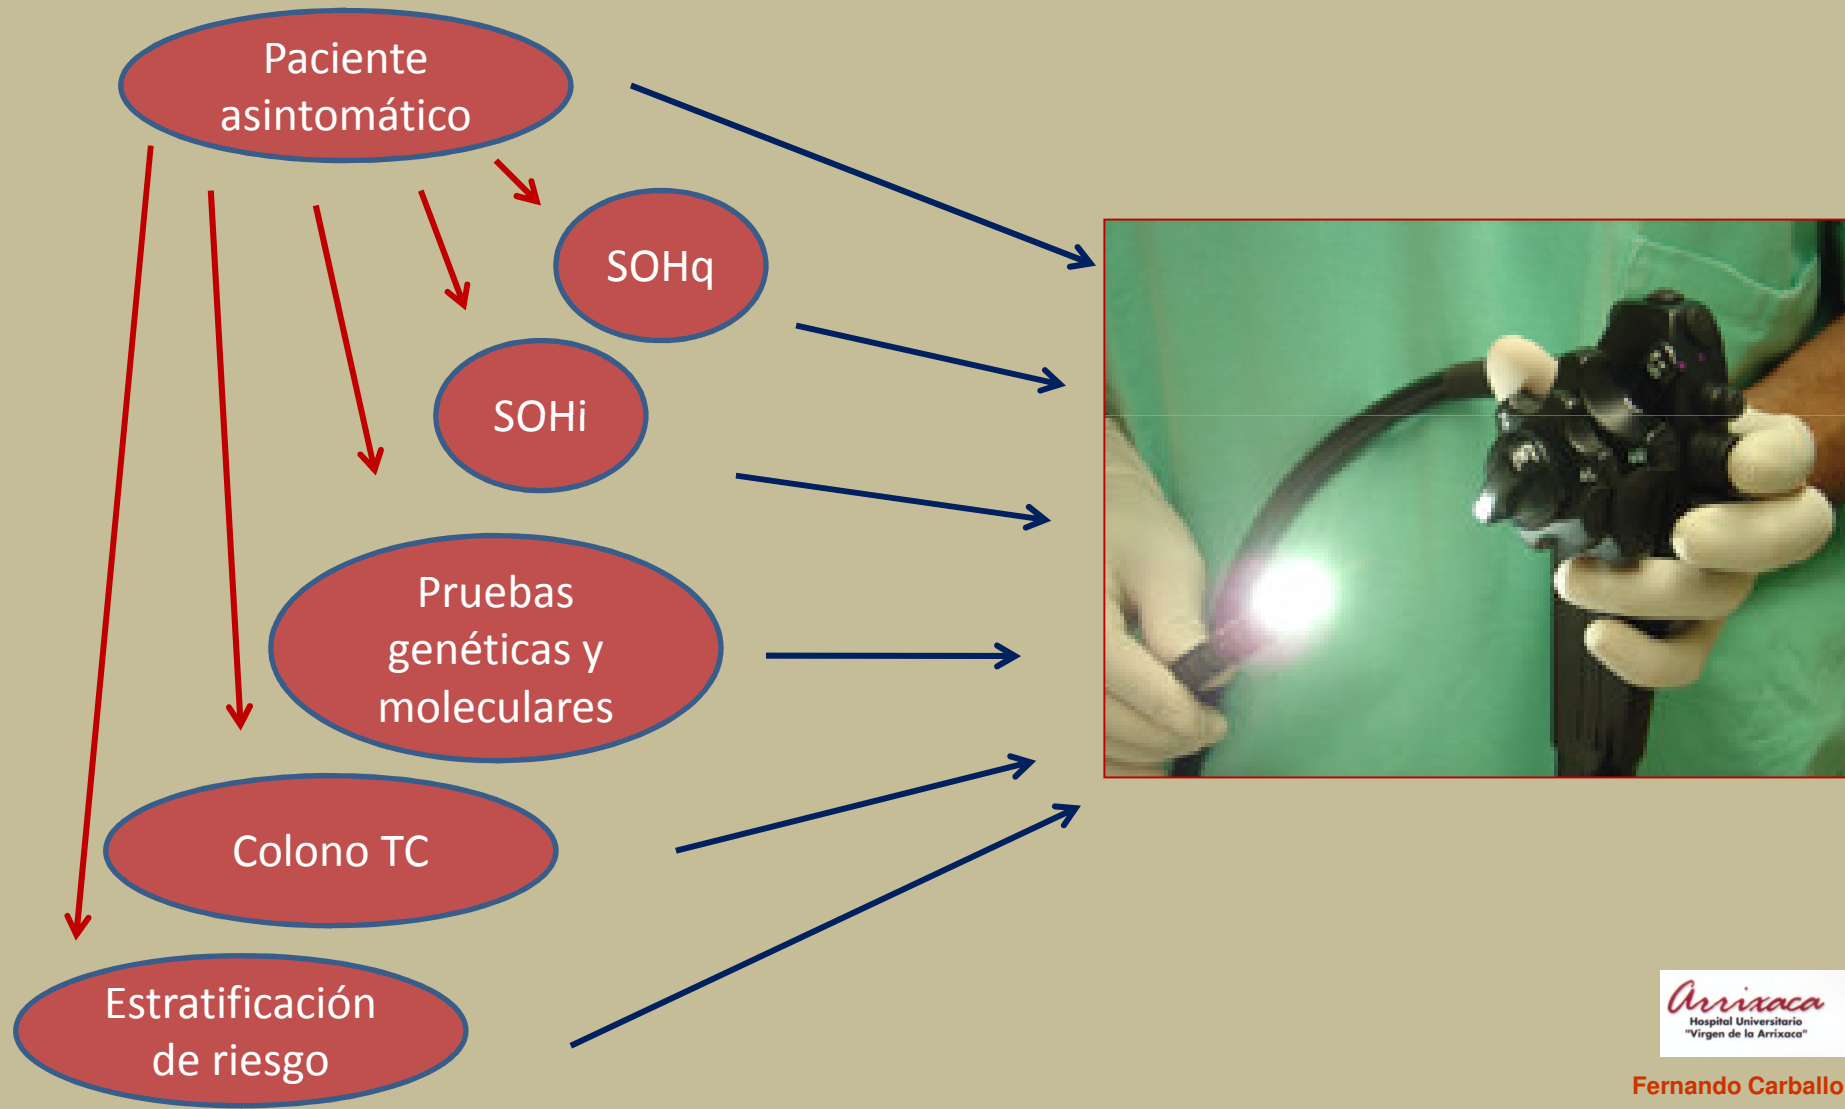 Paciente
asintomático
SOHq
SOHi
Pruebas
genéticas y
moleculares
Colono TC
Estratificación
de riesgo
arrixaca
Hospital Universitario
"Virgen de la Arrixaca"
Fernando Carballo